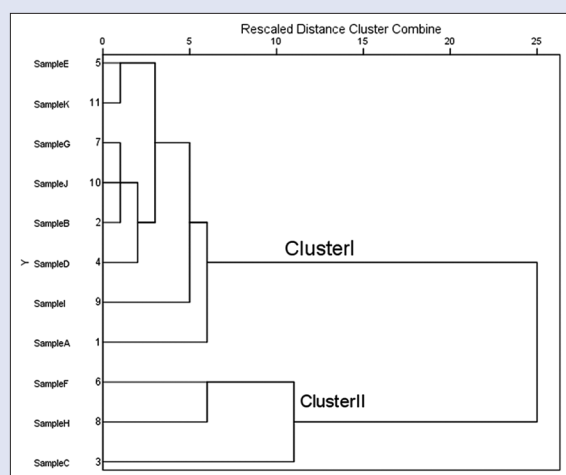 Rescaled Distance Cluster Combine
0 5 10 15 20 25
SampleE 5
SampleK 11
SampleG 7
SampleJ 10
SampleB 2
Y
SampleD 4
SampleI 9
SampleA 1
SampleF 6
SampleH 8
SampleC 3
ClusterI
ClusterII